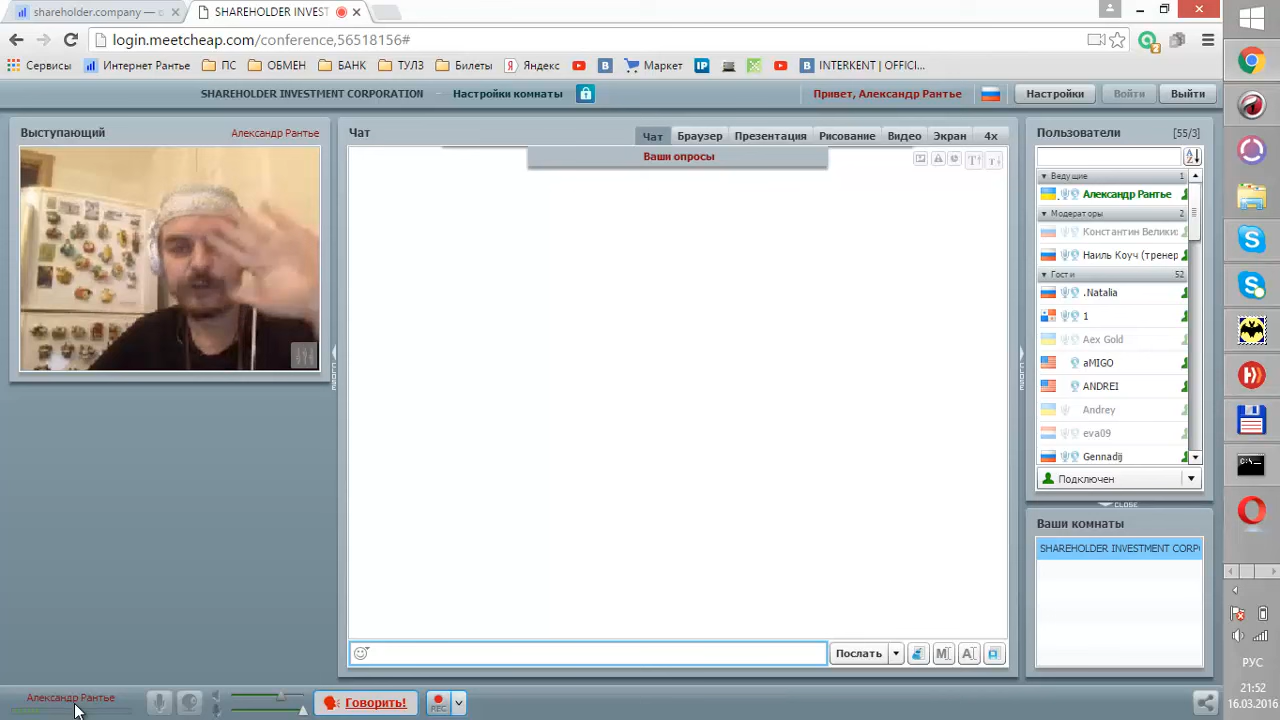 shareholder.company — c
SHAREHOLDER INVEST
login.meetcheap.com/conference,56518156#
2
Сервисы Интернет Рантье ПС ОБМЕН БАНК ТУЛЗ Билеты Яндекс В Маркет IP В INTERKENT | OFFICI...
SHAREHOLDER INVESTMENT CORPORATION Настройки комнаты Привет, Александр Рантье Настройки Войти Выйти
Выступающий Александр Рантье
Чат
Чат Браузер Презентация Рисование Видео Экран 4x
Ваши опросы
Пользователи [55/3]
Ведущие 1
Александр Рантье
Модераторы 2
Константин Велики
Наиль Коуч (тренер
Гости 52
.Natalia
1
Aex Gold
aMIGO
ANDREI
Andrey
eva09
Gennadij
Подключен
CLOSE
Ваши комнаты
SHAREHOLDER INVESTMENT CORP
Послать
Александр Рантье
Говорить!
REC
РУС
21:52
16.03.2016